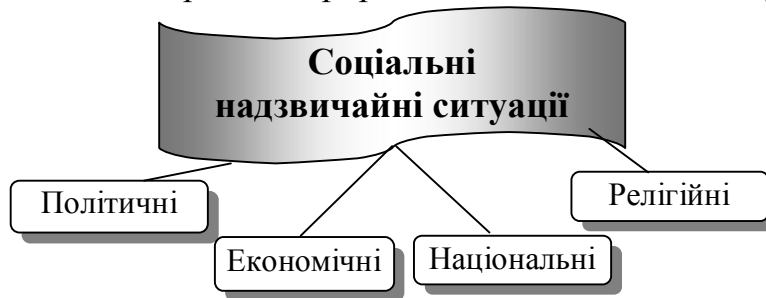 Соціальні
надзвичайні ситуації
Політичні
Економічні
Національні
Релігійні